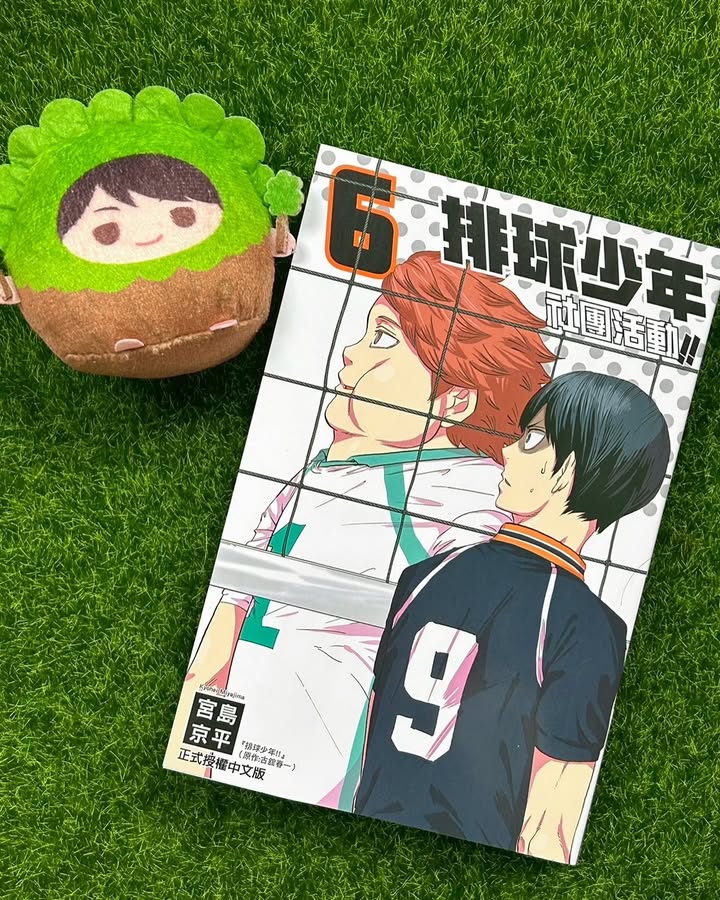 6
排球少年
社團活動!!
9
Kyohei Miyajima
宮島
京平
『排球少年!!』
(原作:古舘春一)
正式授權中文版